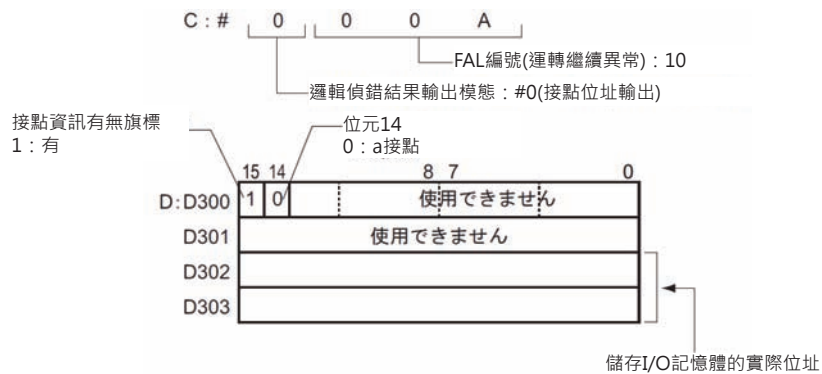 C：# 0 0 0 A
FAL編號(運轉繼續異常)：10
邏輯偵錯結果輸出模態：#0(接點位址輸出)
接點資訊有無旗標
1：有
位元14
0：a接點
15 14 8 7 0
D：D300 1 0 使用できません
D301 使用できません
D302
D303
儲存I/O記憶體的實際位址